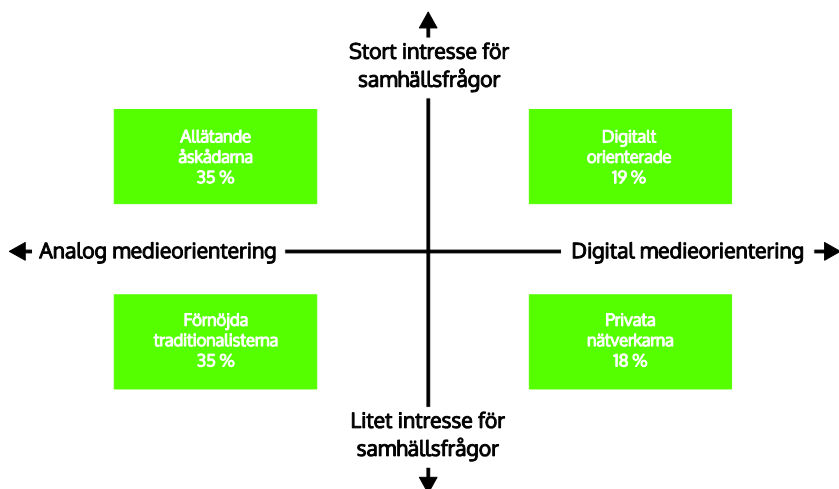 Stort intresse för
samhällsfrågor
Allätande
åskådarna
35 %
Digitalt
orienterade
19 %
Analog medieorientering
Digital medieorientering
Förnöjda
traditionalisterna
35 %
Privata
nätverkarna
18 %
Litet intresse för
samhällsfrågor